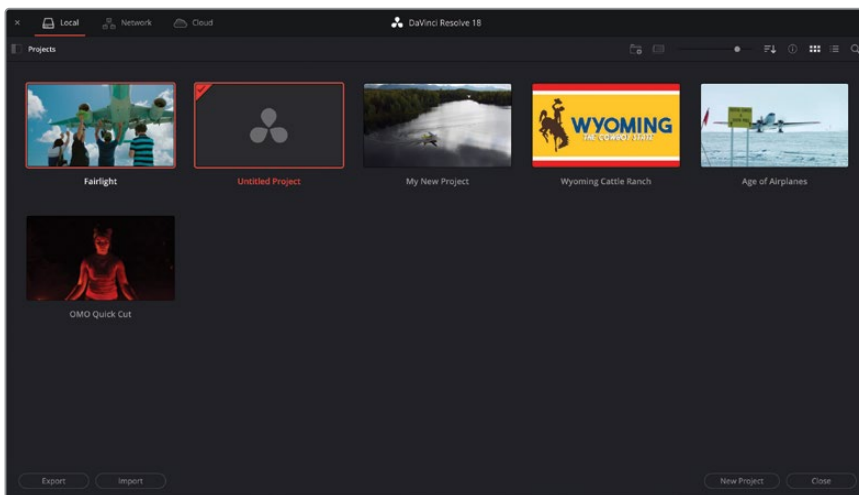 Local
Network
Cloud
DaVinci Resolve 18
Projects
WYOMING
THE COWBOY STATE
Fairlight
Untitled Project
My New Project
Wyoming Cattle Ranch
Age of Airplanes
OMO Quick Cut
Export
Import
New Project
Close